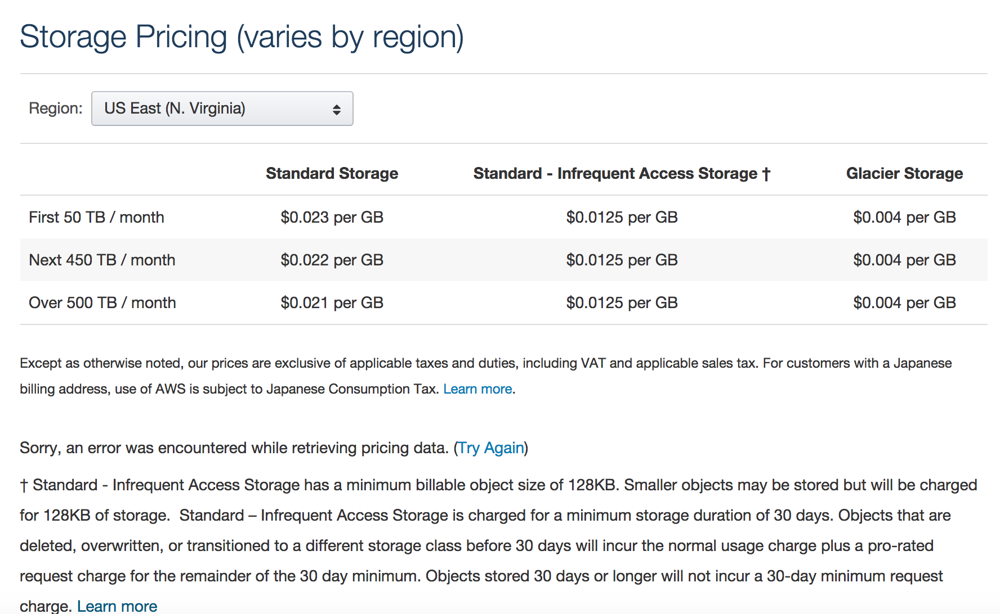 Storage Pricing (varies by region)
Region: US East (N. Virginia)
Standard Storage Standard - Infrequent Access Storage † Glacier Storage
First 50 TB / month $0.023 per GB $0.0125 per GB $0.004 per GB
Next 450 TB / month $0.022 per GB $0.0125 per GB $0.004 per GB
Over 500 TB / month $0.021 per GB $0.0125 per GB $0.004 per GB
Except as otherwise noted, our prices are exclusive of applicable taxes and duties, including VAT and applicable sales tax. For customers with a Japanese
billing address, use of AWS is subject to Japanese Consumption Tax. Learn more.
Sorry, an error was encountered while retrieving pricing data. (Try Again)
† Standard - Infrequent Access Storage has a minimum billable object size of 128KB. Smaller objects may be stored but will be charged
for 128KB of storage.  Standard – Infrequent Access Storage is charged for a minimum storage duration of 30 days. Objects that are
deleted, overwritten, or transitioned to a different storage class before 30 days will incur the normal usage charge plus a pro-rated
request charge for the remainder of the 30 day minimum. Objects stored 30 days or longer will not incur a 30-day minimum request
charge. Learn more